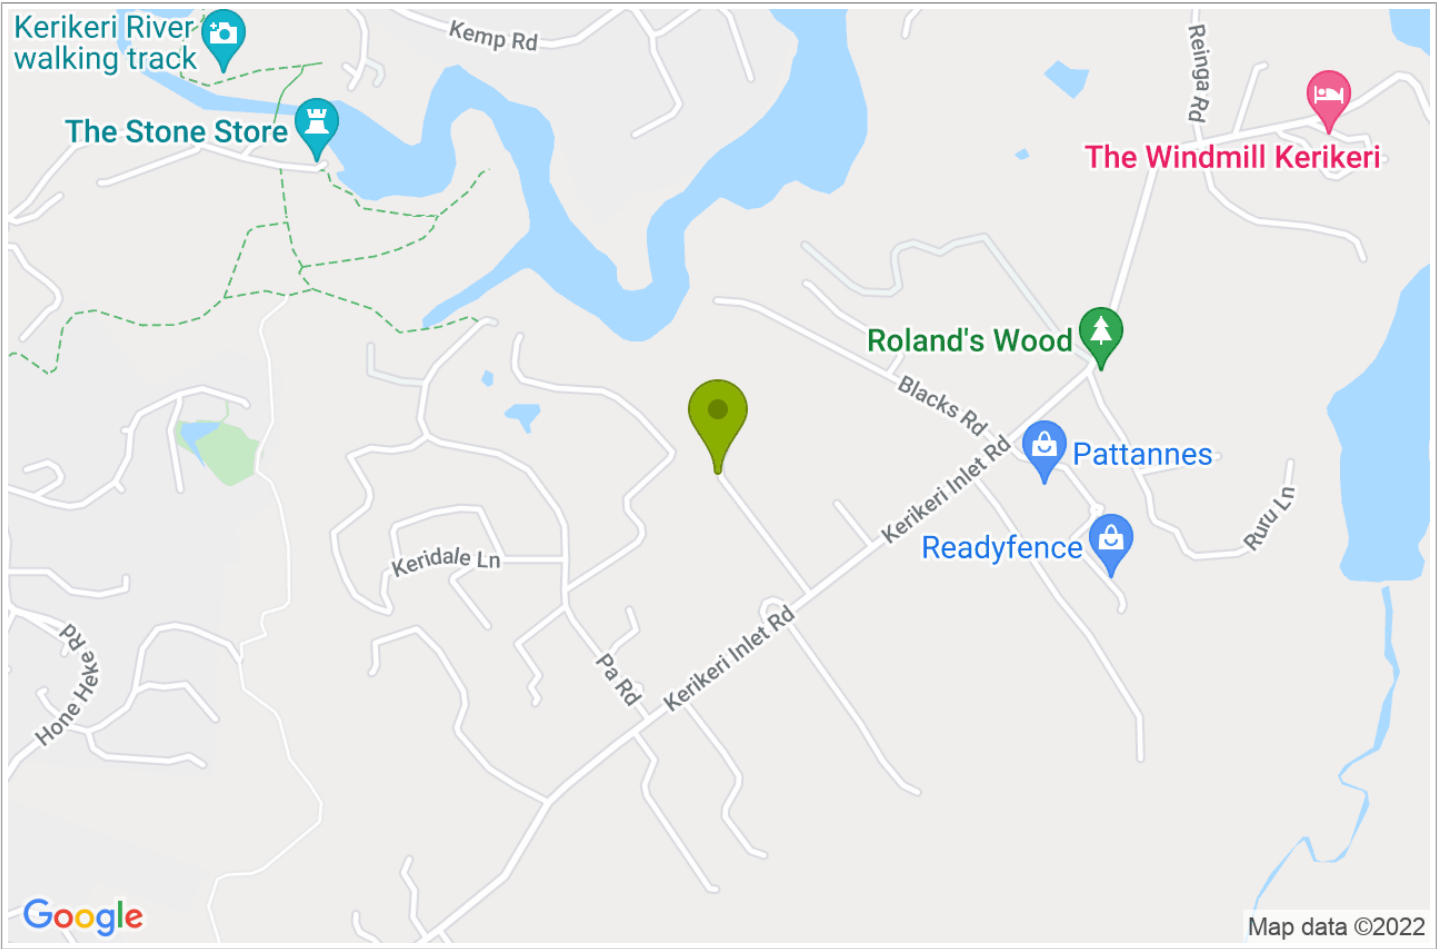 Kerikeri River
walking track
Kemp Rd
Reinga Rd
The Stone Store
The Windmill Kerikeri
Roland's Wood
Blacks Rd
Kerikeri Inlet Rd
Pattannes
Ruru Ln
Readyfence
Keridale Ln
Kerikeri Inlet Rd
Pa Rd
Hone Heke Rd
Google
Map data ©2022